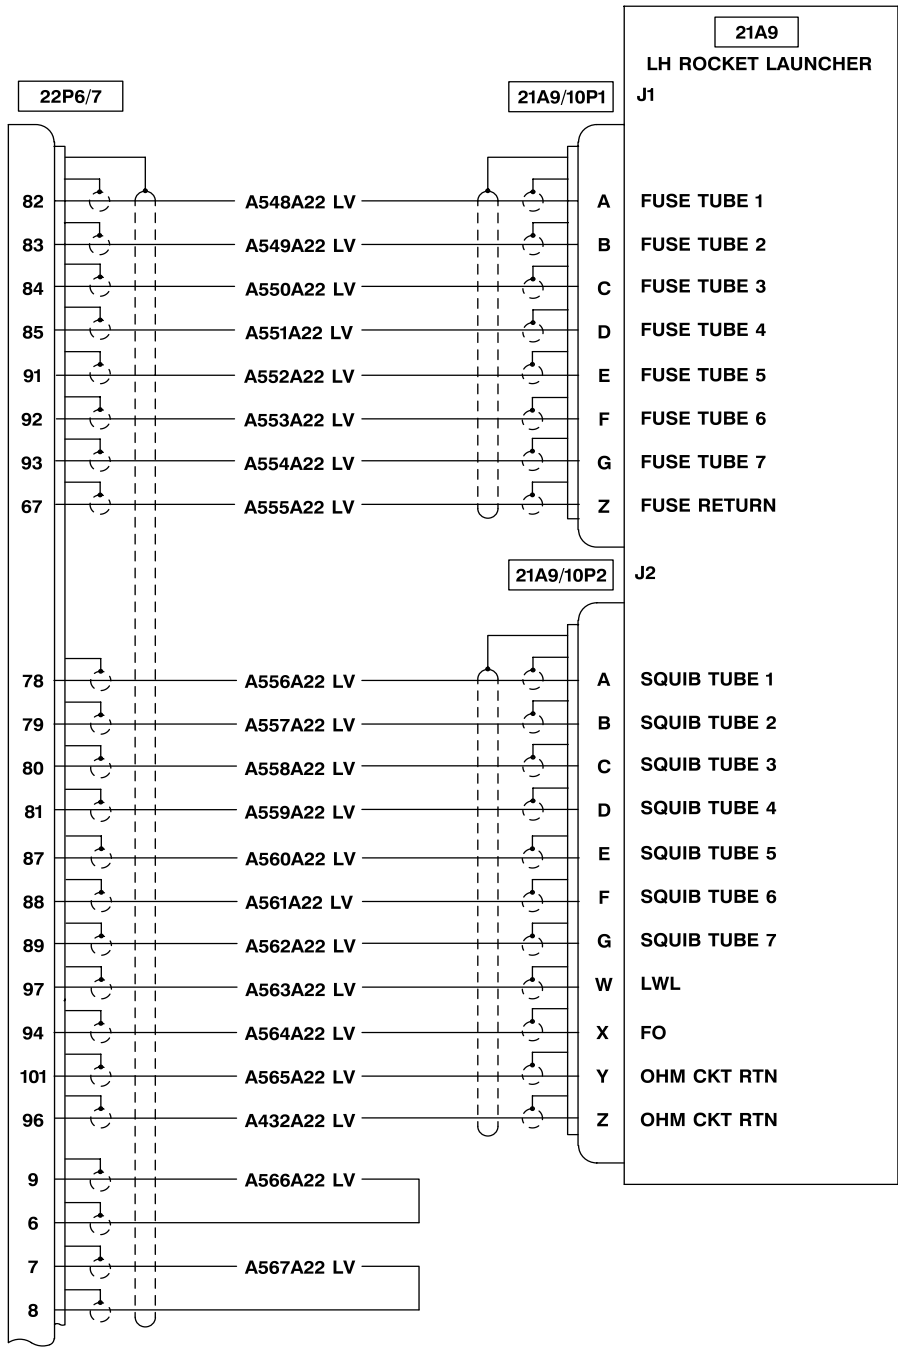 21A9
LH ROCKET LAUNCHER
22P6/7 21A9/10P1 J1
82 A548A22 LV A FUSE TUBE 1
83 A549A22 LV B FUSE TUBE 2
84 A550A22 LV C FUSE TUBE 3
85 A551A22 LV D FUSE TUBE 4
91 A552A22 LV E FUSE TUBE 5
92 A553A22 LV F FUSE TUBE 6
93 A554A22 LV G FUSE TUBE 7
67 A555A22 LV Z FUSE RETURN
21A9/10P2 J2
78 A556A22 LV A SQUIB TUBE 1
79 A557A22 LV B SQUIB TUBE 2
80 A558A22 LV C SQUIB TUBE 3
81 A559A22 LV D SQUIB TUBE 4
87 A560A22 LV E SQUIB TUBE 5
88 A561A22 LV F SQUIB TUBE 6
89 A562A22 LV G SQUIB TUBE 7
97 A563A22 LV W LWL
94 A564A22 LV X FO
101 A565A22 LV Y OHM CKT RTN
96 A432A22 LV Z OHM CKT RTN
9 A566A22 LV
6
7 A567A22 LV
8